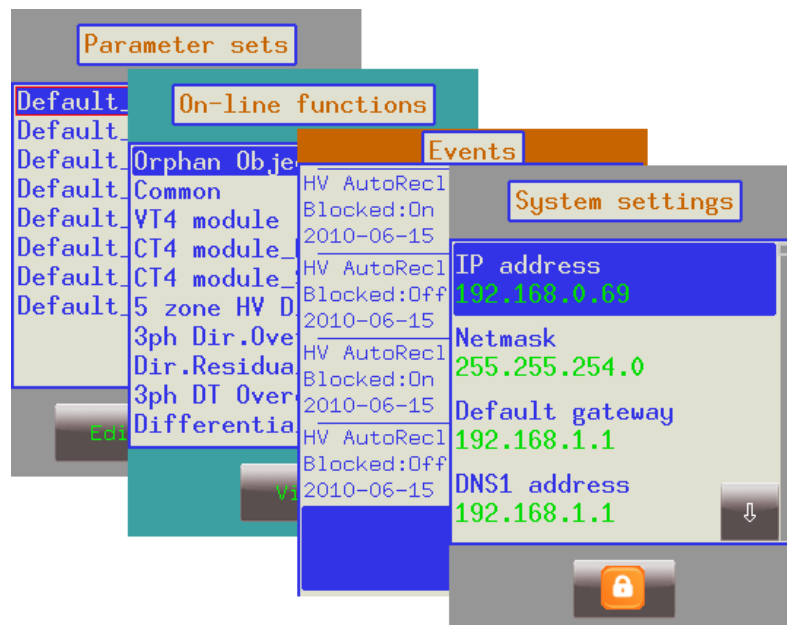 Parameter sets
Default_
Default_
Default_
Default_
Default_
Default_
Default_
Default_
Edi
On-line functions
Orphan Obje
Common
VT4 module
CT4 module_
CT4 module_
5 zone HV D
3ph Dir.Ove
Dir.Residua
3ph DT Over
Differentia
Vi
Events
HV AutoRecl
Blocked:On
2010-06-15
HV AutoRecl
Blocked:Off
2010-06-15
HV AutoRecl
Blocked:On
2010-06-15
HV AutoRecl
Blocked:Off
2010-06-15
System settings
IP address
192.168.0.69
Netmask
255.255.254.0
Default gateway
192.168.1.1
DNS1 address
192.168.1.1